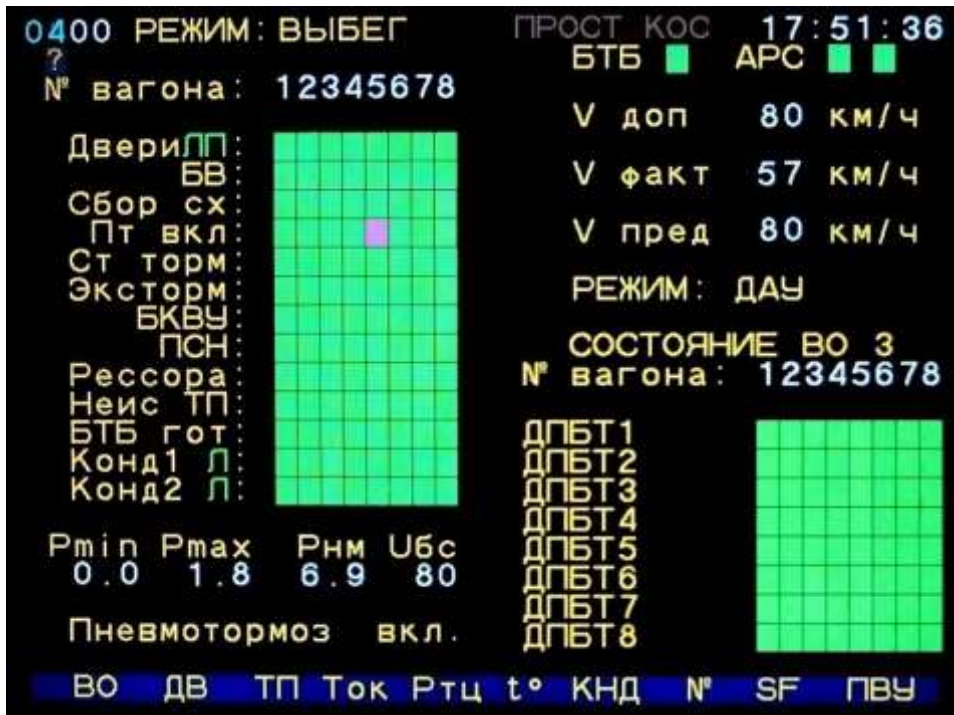 0400 РЕЖИМ: ВЫБЕГ
?
№ вагона: 12345678
ДвериЛП:
БВ:
Сбор сх:
Пт вкл:
Ст торм:
Эксторм:
БКВУ:
ПСН:
Рессора:
Неис ТП:
БТБ гот:
Конд1 Л:
Конд2 Л:
Pmin Pmax Рнм Uбс
0.0 1.8 6.9 80
Пневмотормоз вкл.
ПРОСТ КОС 17:51:36
БТБ АРС
V доп 80 км/ч
V факт 57 км/ч
V пред 80 км/ч
РЕЖИМ: ДАУ
СОСТОЯНИЕ ВО 3
№ вагона: 12345678
ДПБТ1
ДПБТ2
ДПБТ3
ДПБТ4
ДПБТ5
ДПБТ6
ДПБТ7
ДПБТ8
ВО ДВ ТП Ток Ртц t° КНД № SF ПВУ